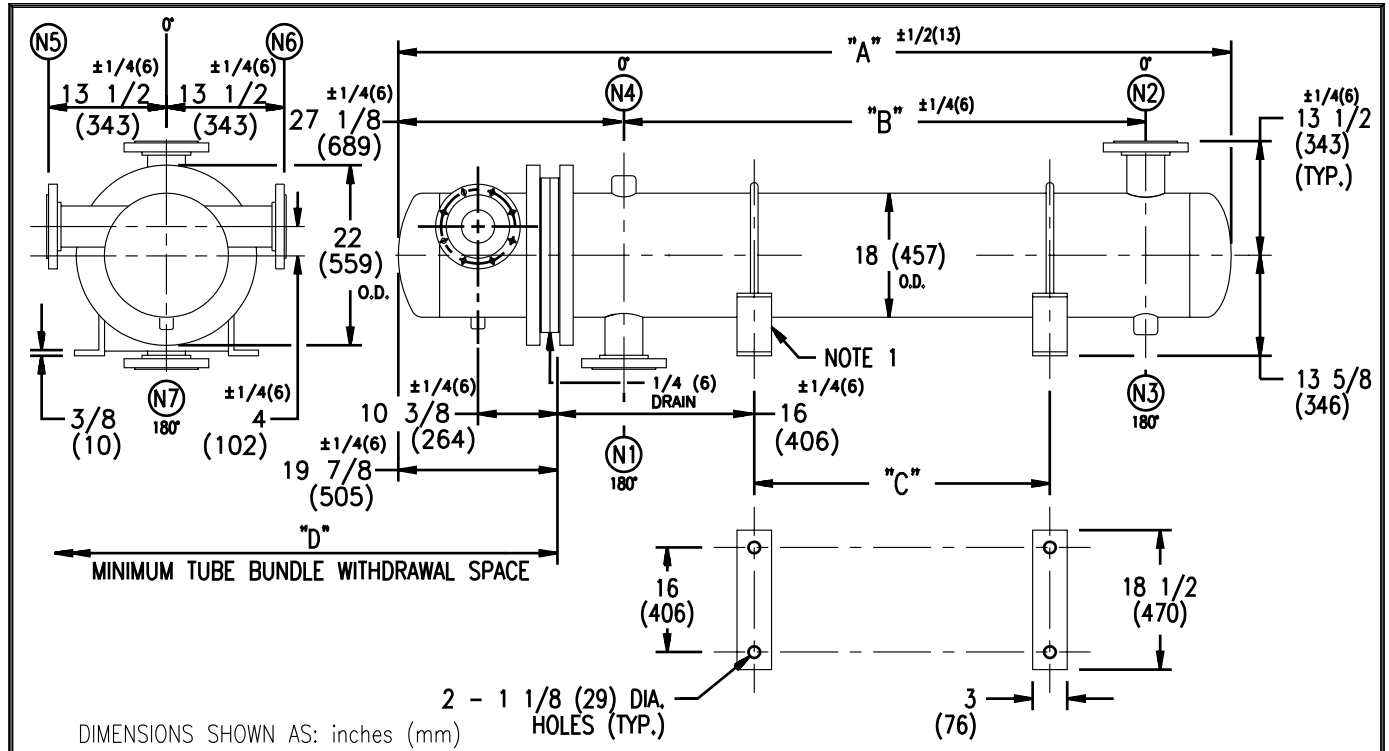 N5
0°
N6
±1/4(6)
±1/4(6)
13 1/2
(343)
13 1/2
(343)
±1/4(6)
27 1/8
(689)
"A" ±1/2(13)
0°
N4
"B" ±1/4(6)
0°
N2
±1/4(6)
13 1/2
(343)
(TYP.)
22
(559)
O.D.
18 (457)
O.D.
NOTE 1
N7
180°
3/8
(10)
±1/4(6)
4
(102)
±1/4(6)
10 3/8
(264)
1/4 (6)
DRAIN
±1/4(6)
16
(406)
N3
180°
13 5/8
(346)
±1/4(6)
19 7/8
(505)
N1
180°
"C"
"D"
MINIMUM TUBE BUNDLE WITHDRAWAL SPACE
16
(406)
18 1/2
(470)
2 - 1 1/8 (29) DIA.
HOLES (TYP.)
3
(76)
DIMENSIONS SHOWN AS: inches (mm)